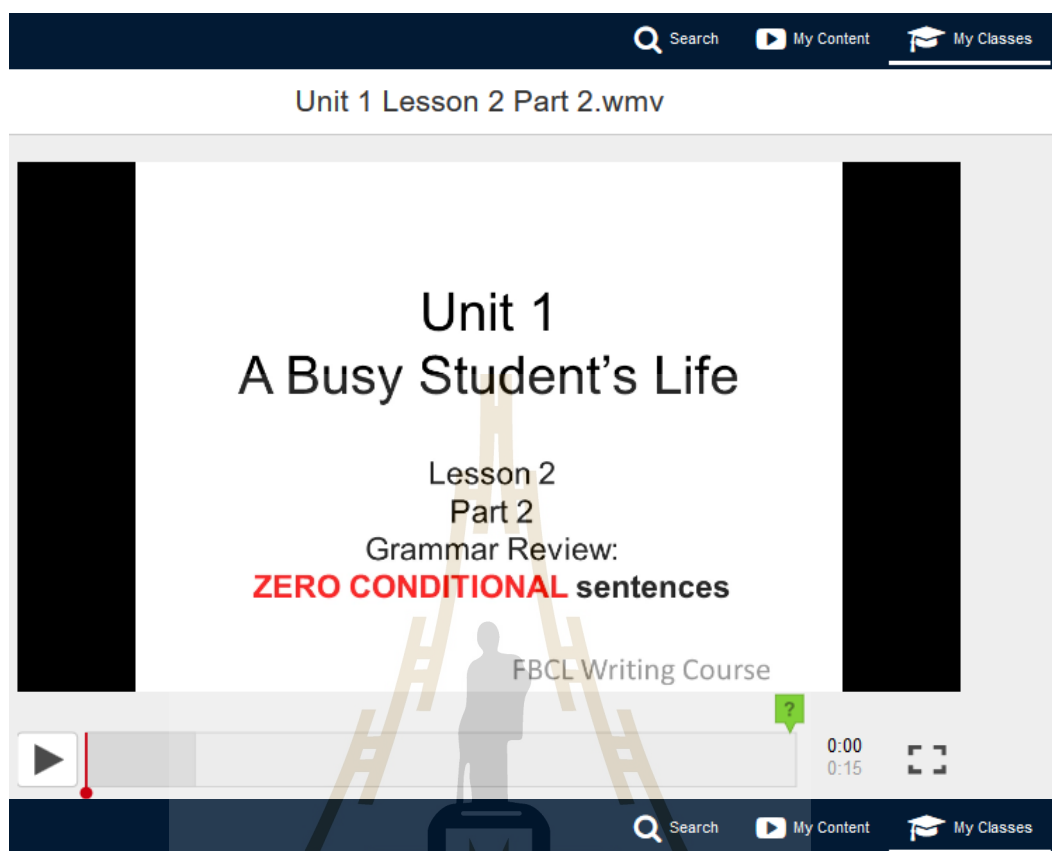 Search My Content My Classes
Unit 1 Lesson 2 Part 2.wmv
Unit 1
A Busy Student's Life
Lesson 2
Part 2
Grammar Review:
ZERO CONDITIONAL sentences
FBCL Writing Course
?
0:00
0:15
Search My Content My Classes